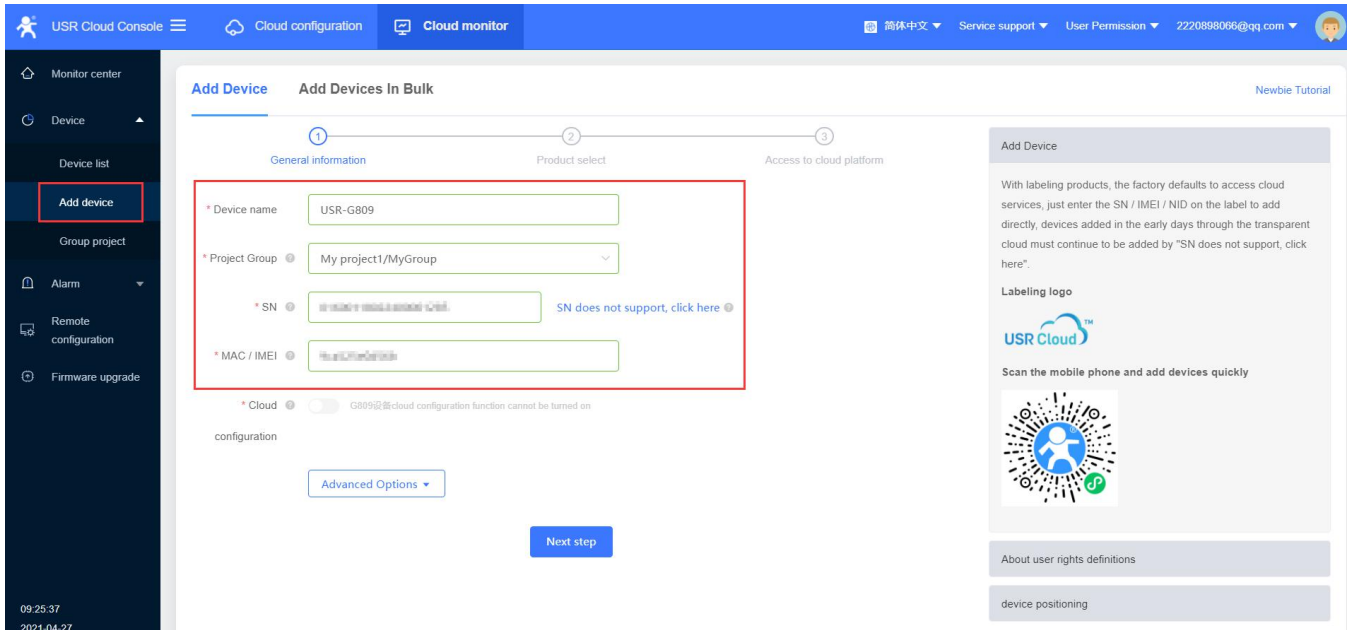 USR Cloud Console
Cloud configuration
Cloud monitor
简体中文
Service support
User Permission
2220898066@qq.com
Monitor center
Device
Device list
Add device
Group project
Alarm
Remote
configuration
Firmware upgrade
09:25:37
2021-04-27
Add Device
Add Devices In Bulk
Newbie Tutorial
1
2
3
General information
Product select
Access to cloud platform
* Device name
USR-G809
* Project Group
My project1/MyGroup
* SN
SN does not support, click here
* MAC / IMEI
* Cloud
configuration
G809设备cloud configuration function cannot be turned on
Advanced Options
Next step
Add Device
With labeling products, the factory defaults to access cloud
services, just enter the SN / IMEI / NID on the label to add
directly, devices added in the early days through the transparent
cloud must continue to be added by "SN does not support, click
here".
Labeling logo
USR Cloud™
Scan the mobile phone and add devices quickly
About user rights definitions
device positioning